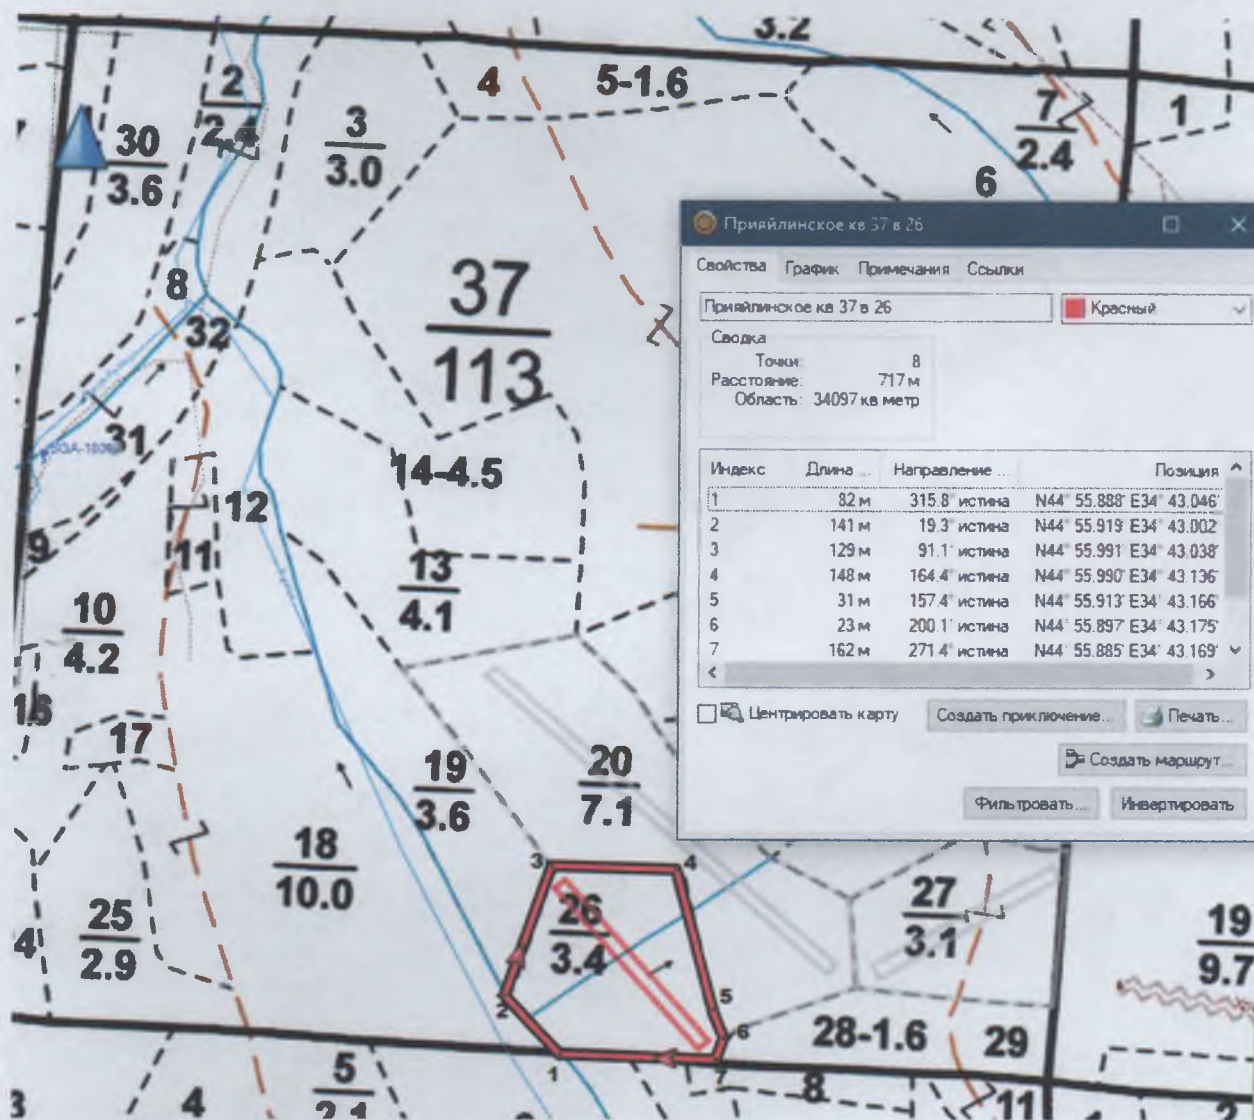 3.2
4
5-1.6
2
2.4
3
3.0
30
3.6
7
2.4
1
6
Прияйлинское кв 37 в 26
Свойства График Примечания Ссылки
Прияйлинское кв 37 в 26
Красный
Сводка
Точки: 8
Расстояние: 717 м
Область: 34097 кв метр
Индекс Длина ... Направление ... Позиция
1 82 м 315.8° истина N44° 55.888' E34° 43.046'
2 141 м 19.3° истина N44° 55.919' E34° 43.002'
3 129 м 91.1° истина N44° 55.991' E34° 43.038'
4 148 м 164.4° истина N44° 55.990' E34° 43.136'
5 31 м 157.4° истина N44° 55.913' E34° 43.166'
6 23 м 200.1° истина N44° 55.897' E34° 43.175'
7 162 м 271.4° истина N44° 55.885' E34° 43.169'
Центрировать карту
Создать приключение...
Печать...
Создать маршрут...
Фильтровать...
Инвертировать
8
32
37
113
31
14-4.5
12
9
11
13
4.1
10
4.2
16
17
19
3.6
20
7.1
18
10.0
3
4
26
3.4
27
3.1
19
9.7
25
2.9
4
2
5
6
28-1.6
29
1
7
5
2.1
8
3
4
11
2